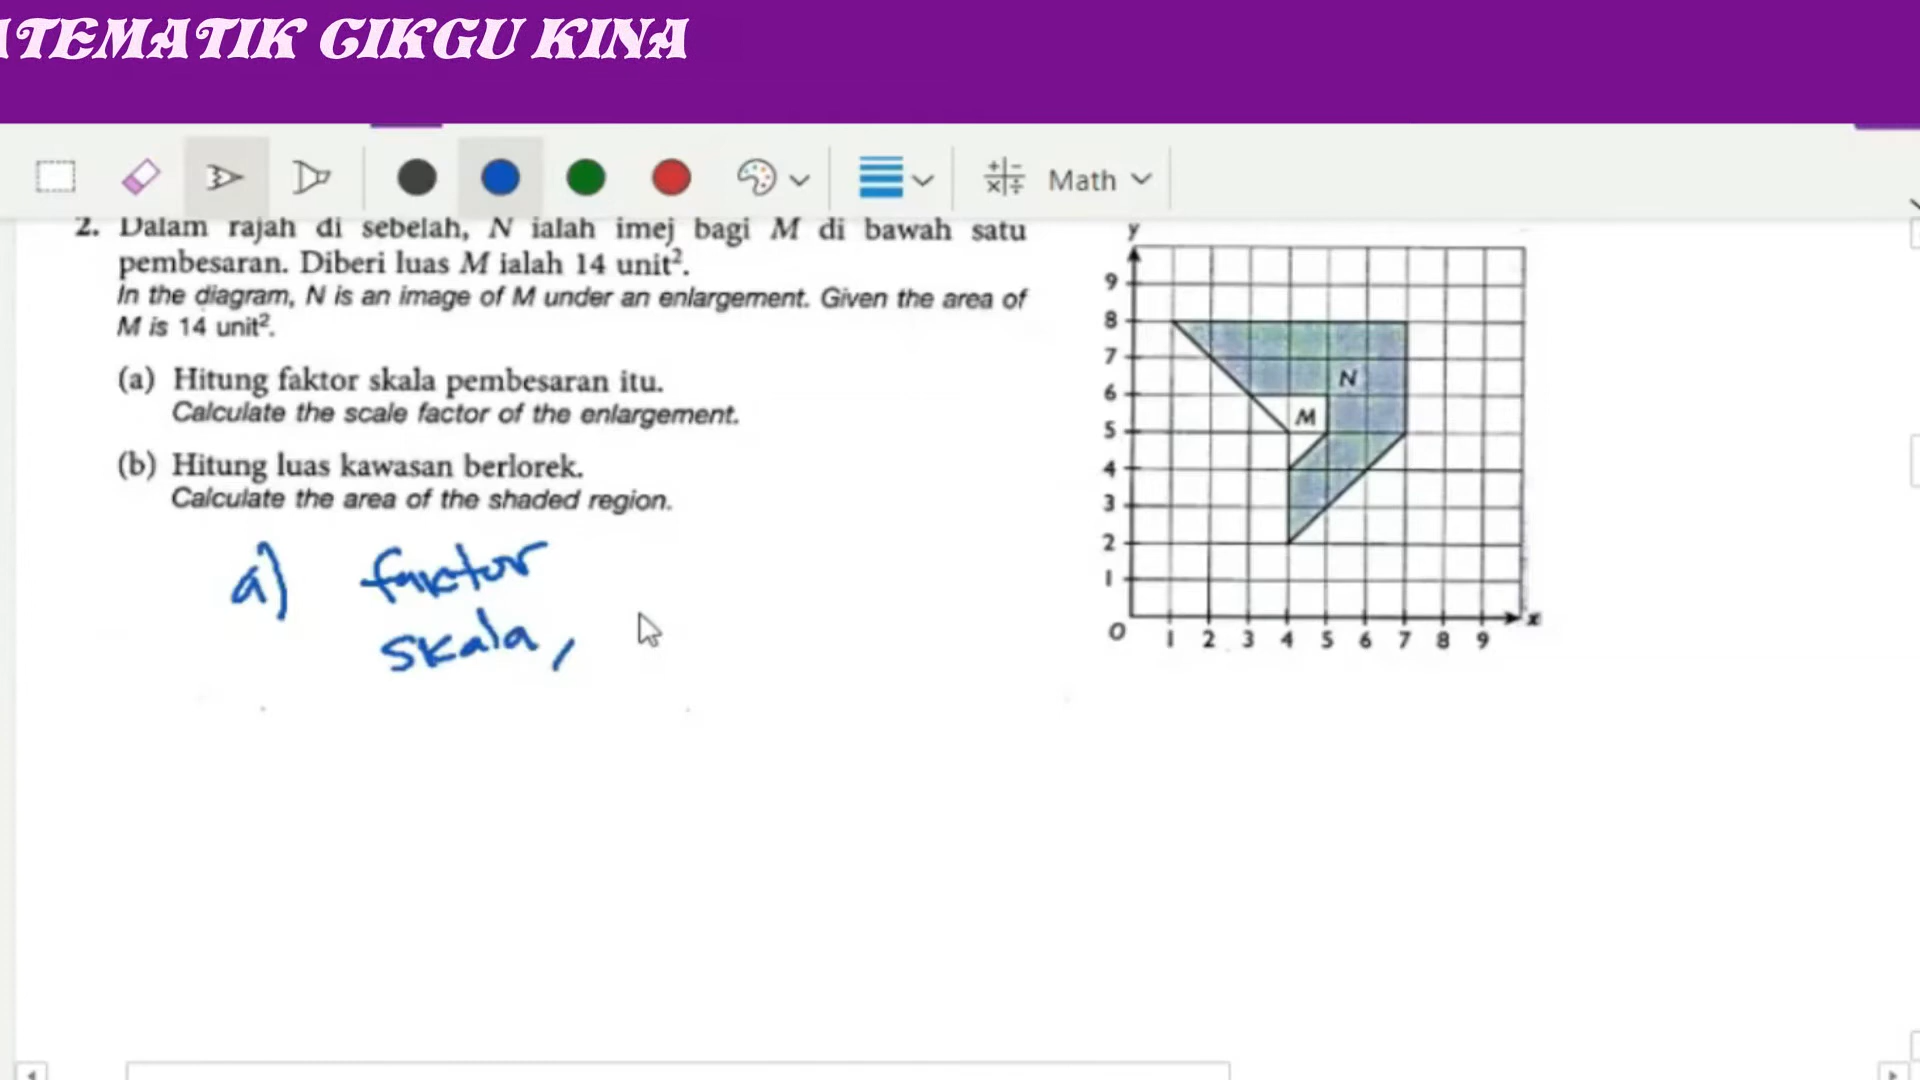 ATEMATIK CIKGU KINA
Math
2. Dalam rajah di sebelah, N ialah imej bagi M di bawah satu
pembesaran. Diberi luas M ialah 14 unit².
In the diagram, N is an image of M under an enlargement. Given the area of
M is 14 unit².
(a) Hitung faktor skala pembesaran itu.
Calculate the scale factor of the enlargement.
(b) Hitung luas kawasan berlorek.
Calculate the area of the shaded region.
a) faktor
skala,
y
9
8
7
6
5
4
3
2
1
N
M
O 1 2 3 4 5 6 7 8 9 x